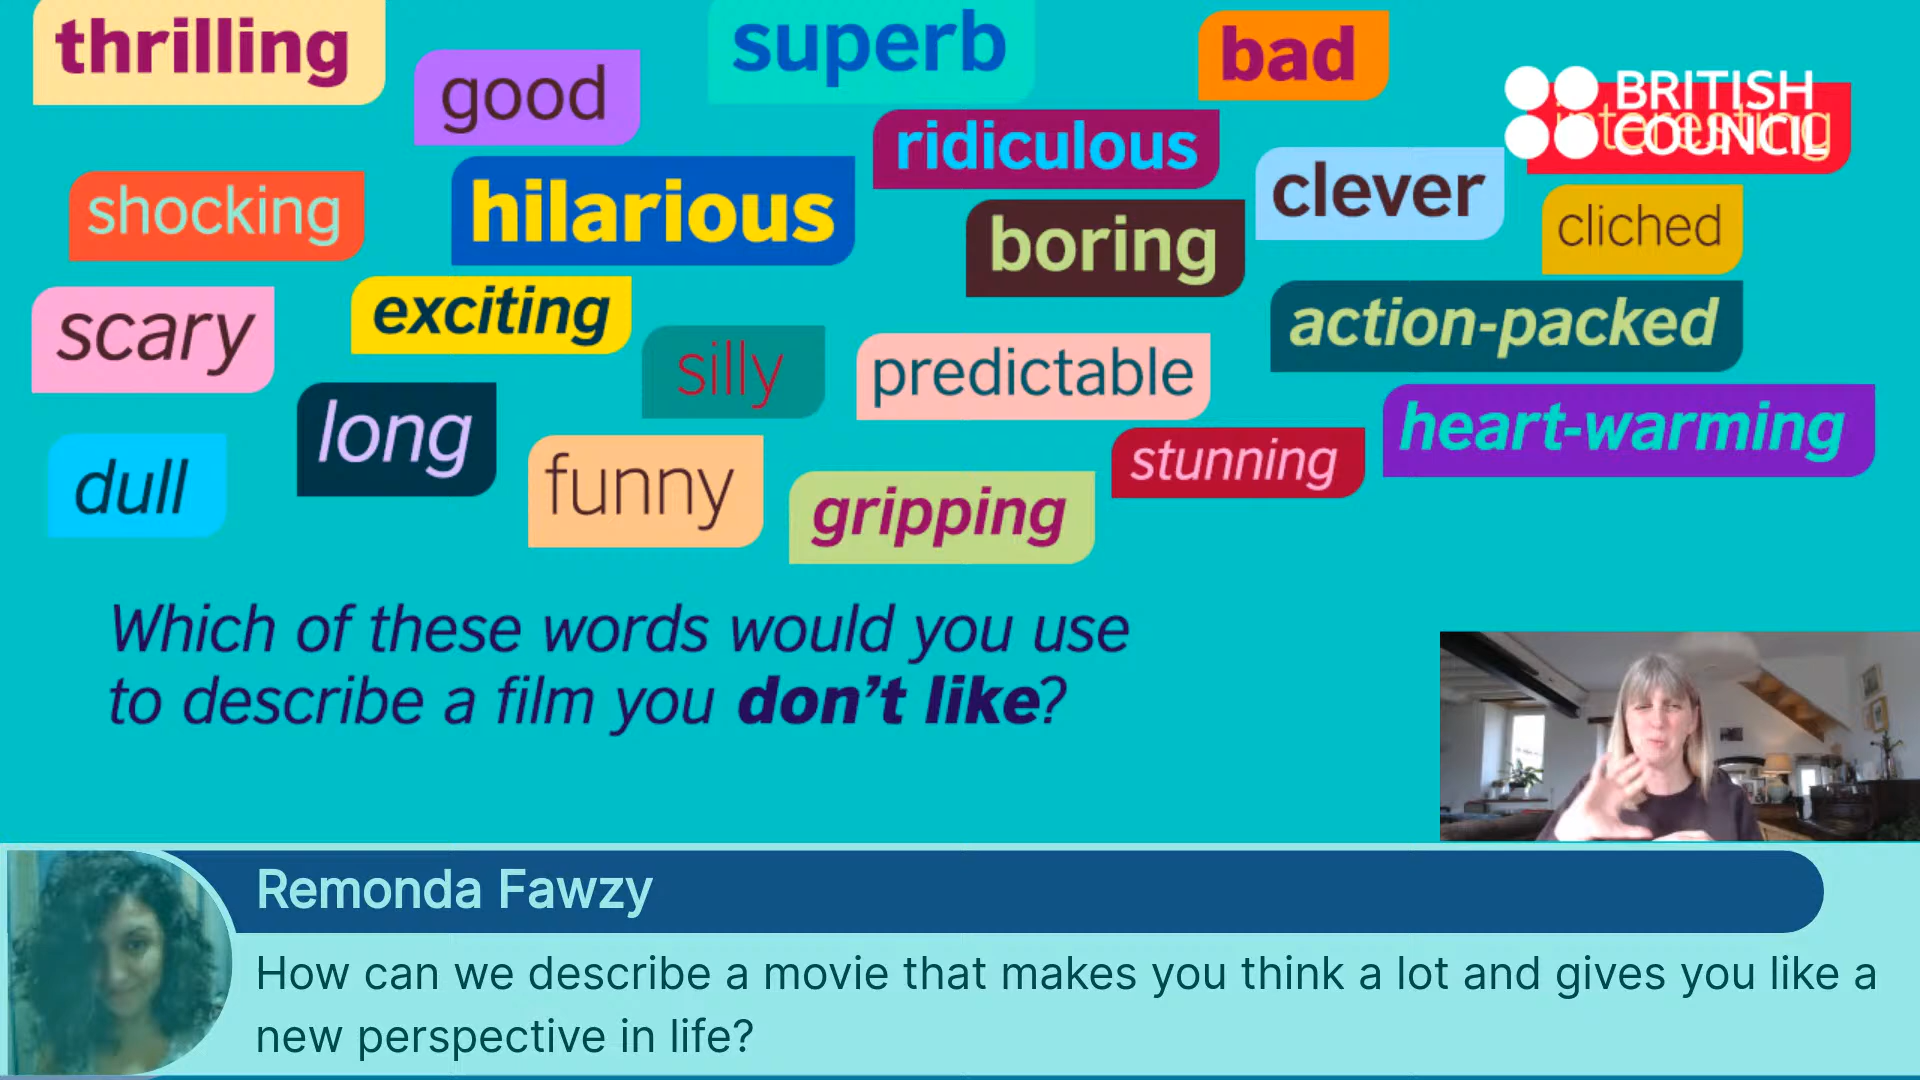 thrilling
good
superb
bad
BRITISH
COUNCIL
interesting
ridiculous
shocking
hilarious
clever
boring
cliched
scary
exciting
action-packed
silly
predictable
long
heart-warming
dull
funny
stunning
gripping
Which of these words would you use
to describe a film you don't like?
Remonda Fawzy
How can we describe a movie that makes you think a lot and gives you like a
new perspective in life?